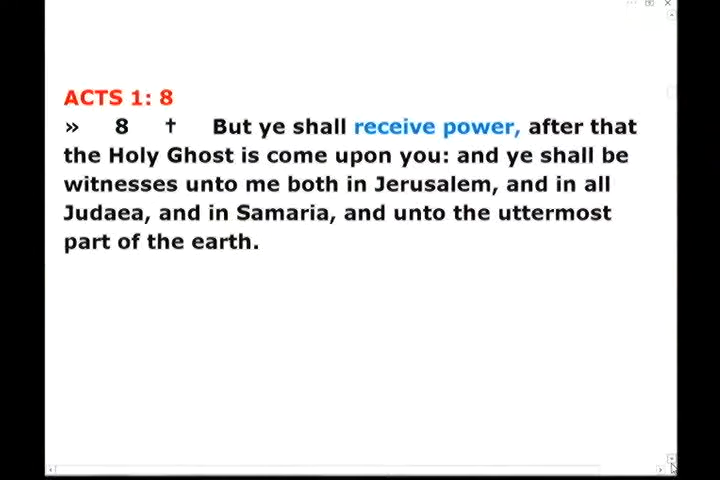 ACTS 1: 8
» 8 † But ye shall receive power, after that
the Holy Ghost is come upon you: and ye shall be
witnesses unto me both in Jerusalem, and in all
Judaea, and in Samaria, and unto the uttermost
part of the earth.